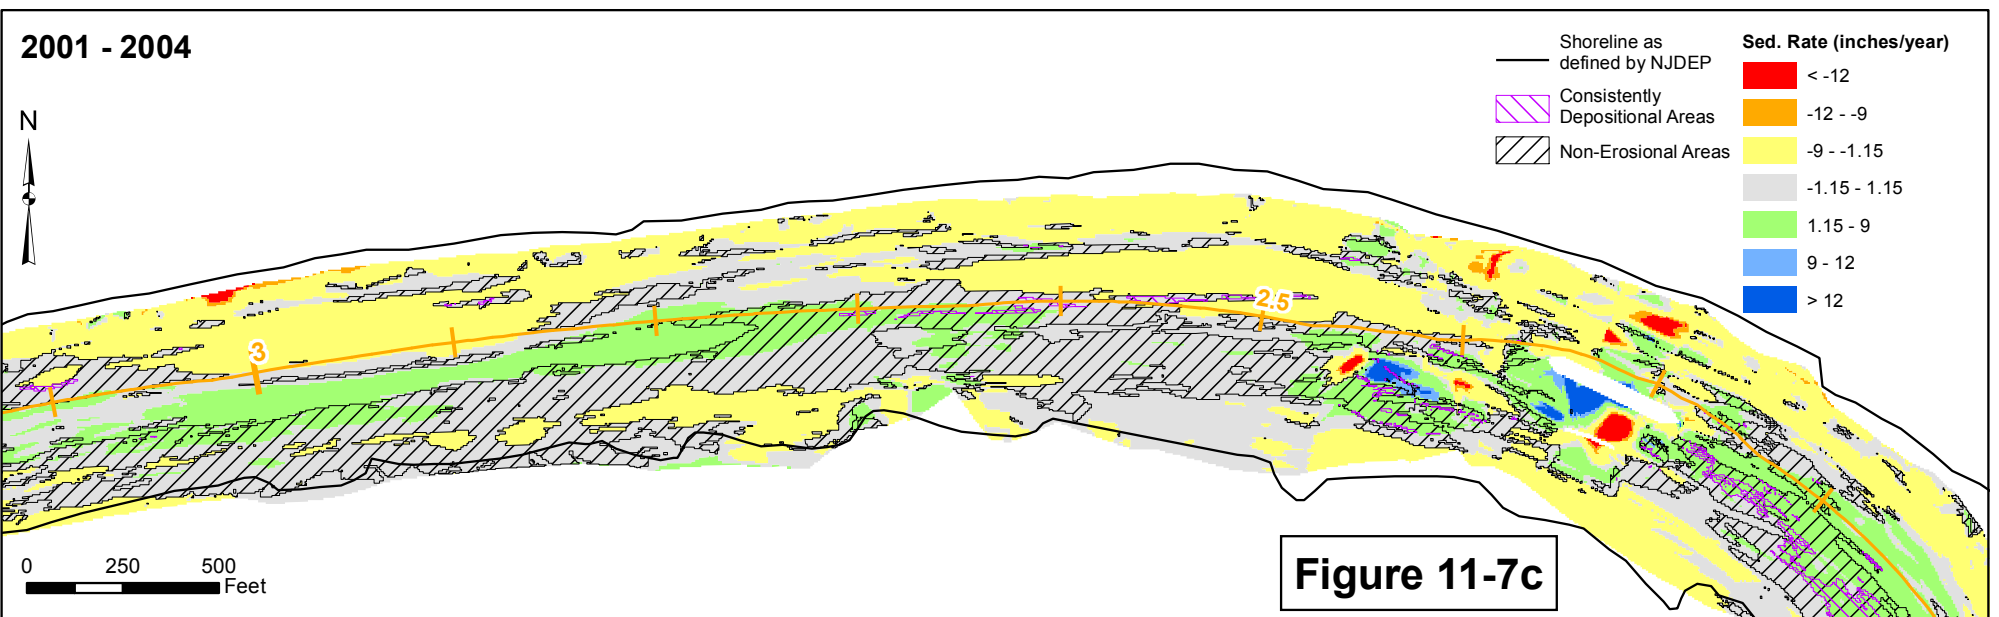 2001 - 2004
N
Shoreline as
defined by NJDEP
Consistently
Depositional Areas
Non-Erosional Areas
Sed. Rate (inches/year)
< -12
-12 - -9
-9 - -1.15
-1.15 - 1.15
1.15 - 9
9 - 12
> 12
2.5
3
0 250 500
Feet
Figure 11-7c